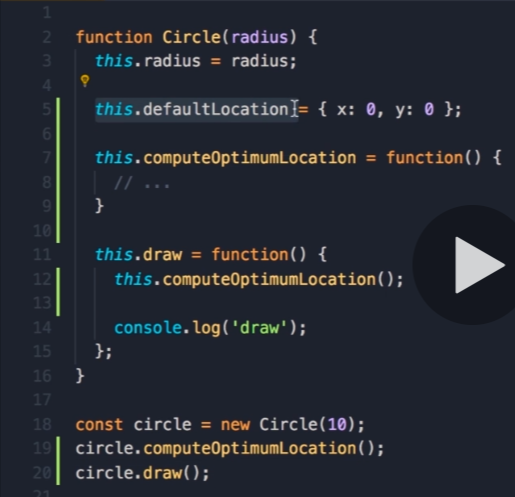 1
2 function Circle(radius) {
3 this.radius = radius;
4
5 this.defaultLocation = { x: 0, y: 0 };
6
7 this.computeOptimumLocation = function() {
8 // ...
9 }
10
11 this.draw = function() {
12 this.computeOptimumLocation();
13
14 console.log('draw');
15 };
16 }
17
18 const circle = new Circle(10);
19 circle.computeOptimumLocation();
20 circle.draw();
21